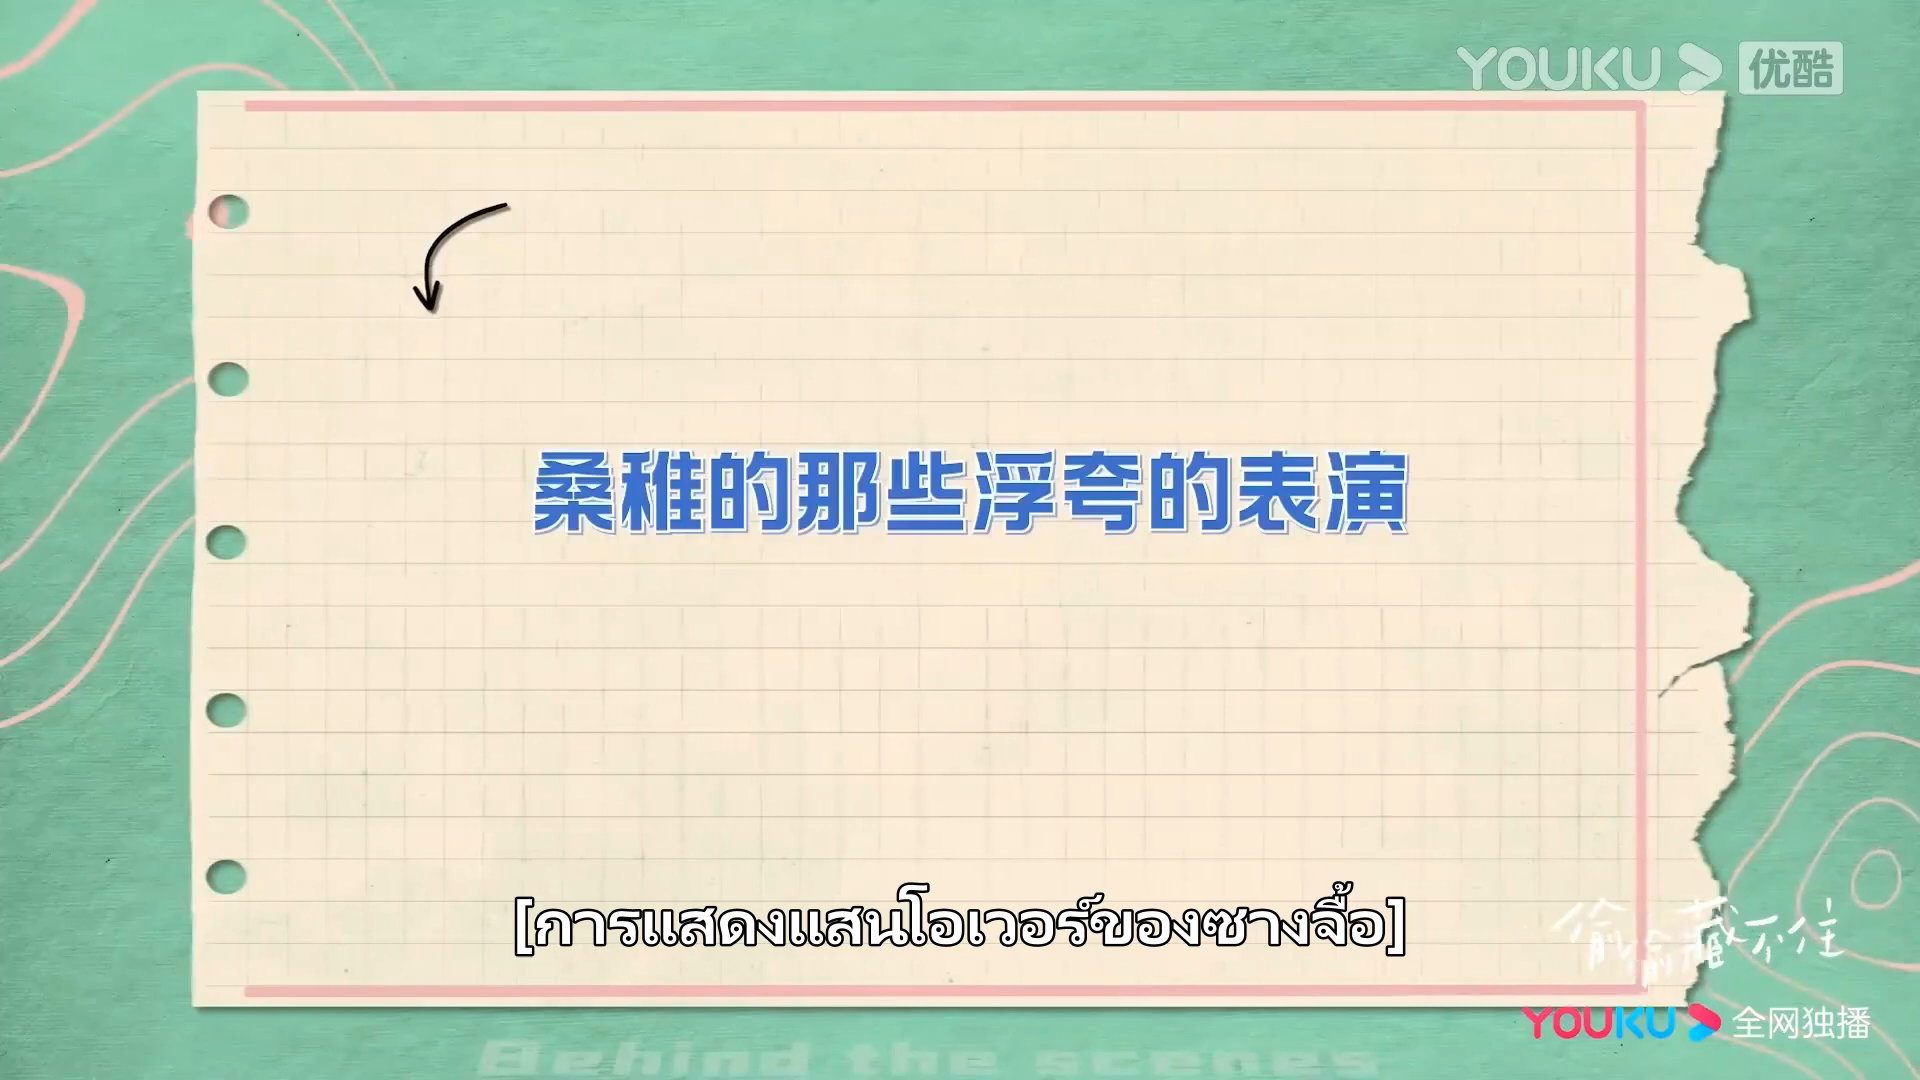 YOUKU 优酷
桑稚的那些浮夸的表演
[การแสดงแสนโอเวอร์ของซางจื้อ]
偷偷藏不住
YOUKU 全网独播
Behind the scenes